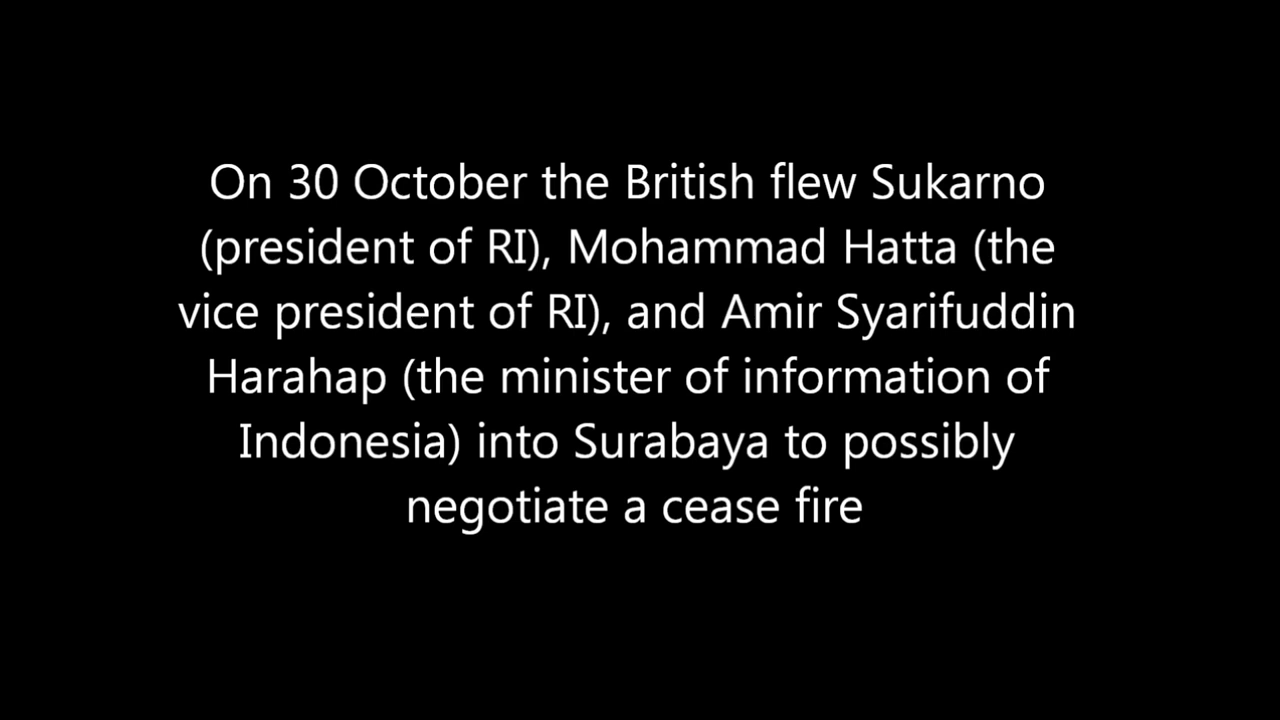 On 30 October the British flew Sukarno
(president of RI), Mohammad Hatta (the
vice president of RI), and Amir Syarifuddin
Harahap (the minister of information of
Indonesia) into Surabaya to possibly
negotiate a cease fire